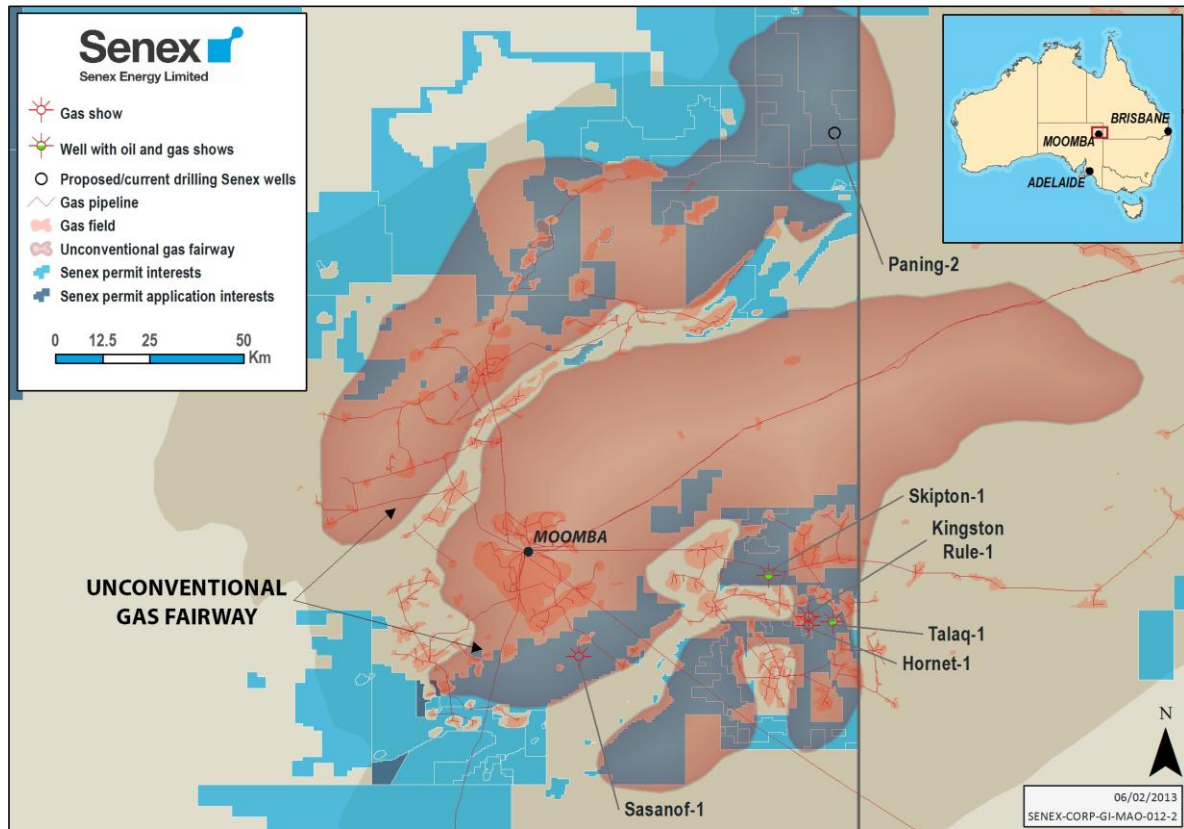 Senex
Senex Energy Limited
Gas show
Well with oil and gas shows
Proposed/current drilling Senex wells
Gas pipeline
Gas field
Unconventional gas fairway
Senex permit interests
Senex permit application interests
0 12.5 25 50
Km
BRISBANE
MOOMBA
ADELAIDE
Paning-2
Skipton-1
Kingston
Rule-1
MOOMBA
UNCONVENTIONAL
GAS FAIRWAY
Talaq-1
Hornet-1
Sasanof-1
N
06/02/2013
SENEX-CORP-GI-MAO-012-2